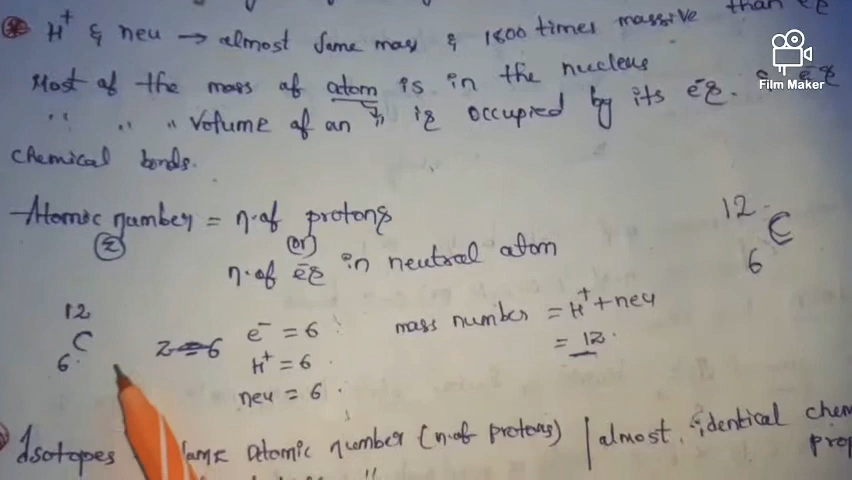 H⁺ & neu → almost same mass & 1800 times massive than
Film Maker
Most of the mass of atom is in the nucleus
" " " Volume of an " is occupied by its e⁻s.
chemical bonds.
Atomic number = n.of protons
(Z) (or)
n.of e⁻s in neutral atom
12
C
6
12
C
6
Z = 6 e⁻ = 6
H⁺ = 6
neu = 6
mass number = H⁺ + neu
= 12
Isotopes same atomic number (n.of protons) | almost identical